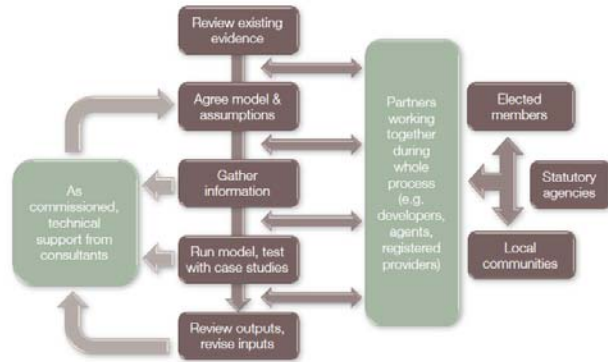 Review existing
evidence
Agree model &
assumptions
Gather
information
Run model, test
with case studies
Review outputs,
revise inputs
As
commissioned,
technical
support from
consultants
Partners
working
together
during
whole
process
(e.g.
developers,
agents,
registered
providers)
Elected
members
Statutory
agencies
Local
communities